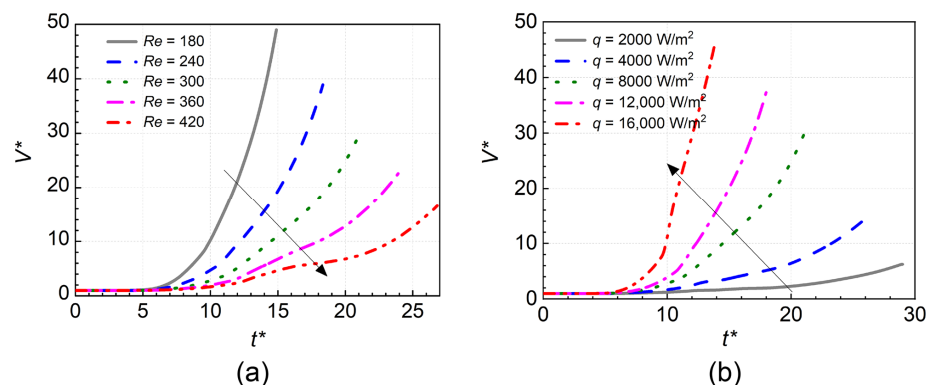 (a)
50
40
30
20
10
0
V*
Re = 180
Re = 240
Re = 300
Re = 360
Re = 420
0 5 10 15 20 25
t*
(a)
50
40
30
20
10
0
V*
q = 2000 W/m²
q = 4000 W/m²
q = 8000 W/m²
q = 12,000 W/m²
q = 16,000 W/m²
0 10 20 30
t*
(b)